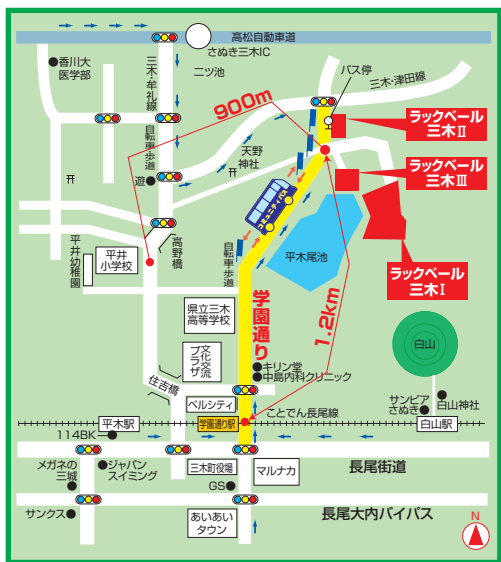 高松自動車道
さぬき三木IC
香川大
医学部
三木・牟礼線
二ツ池
バス停
三木・津田線
900m
ラックベール
三木Ⅱ
自転車歩道
天野
神社
ラックベール
三木Ⅲ
遊
コミュニティバス
高野橋
平井
小学校
平井幼稚園
自転車歩道
平木尾池
ラックベール
三木Ⅰ
県立三木
高等学校
学園通り
1.2km
白山
文化交流
プラザ
キリン堂
中島内科クリニック
住吉橋
ベルシティ
サンピア
さぬき
白山神社
ことでん長尾線
平木駅
学園通り駅
白山駅
114BK
メガネの
三城
ジャパン
スイミング
三木町役場
マルナカ
長尾街道
GS
サンクス
あいあい
タウン
長尾大内バイパス
N